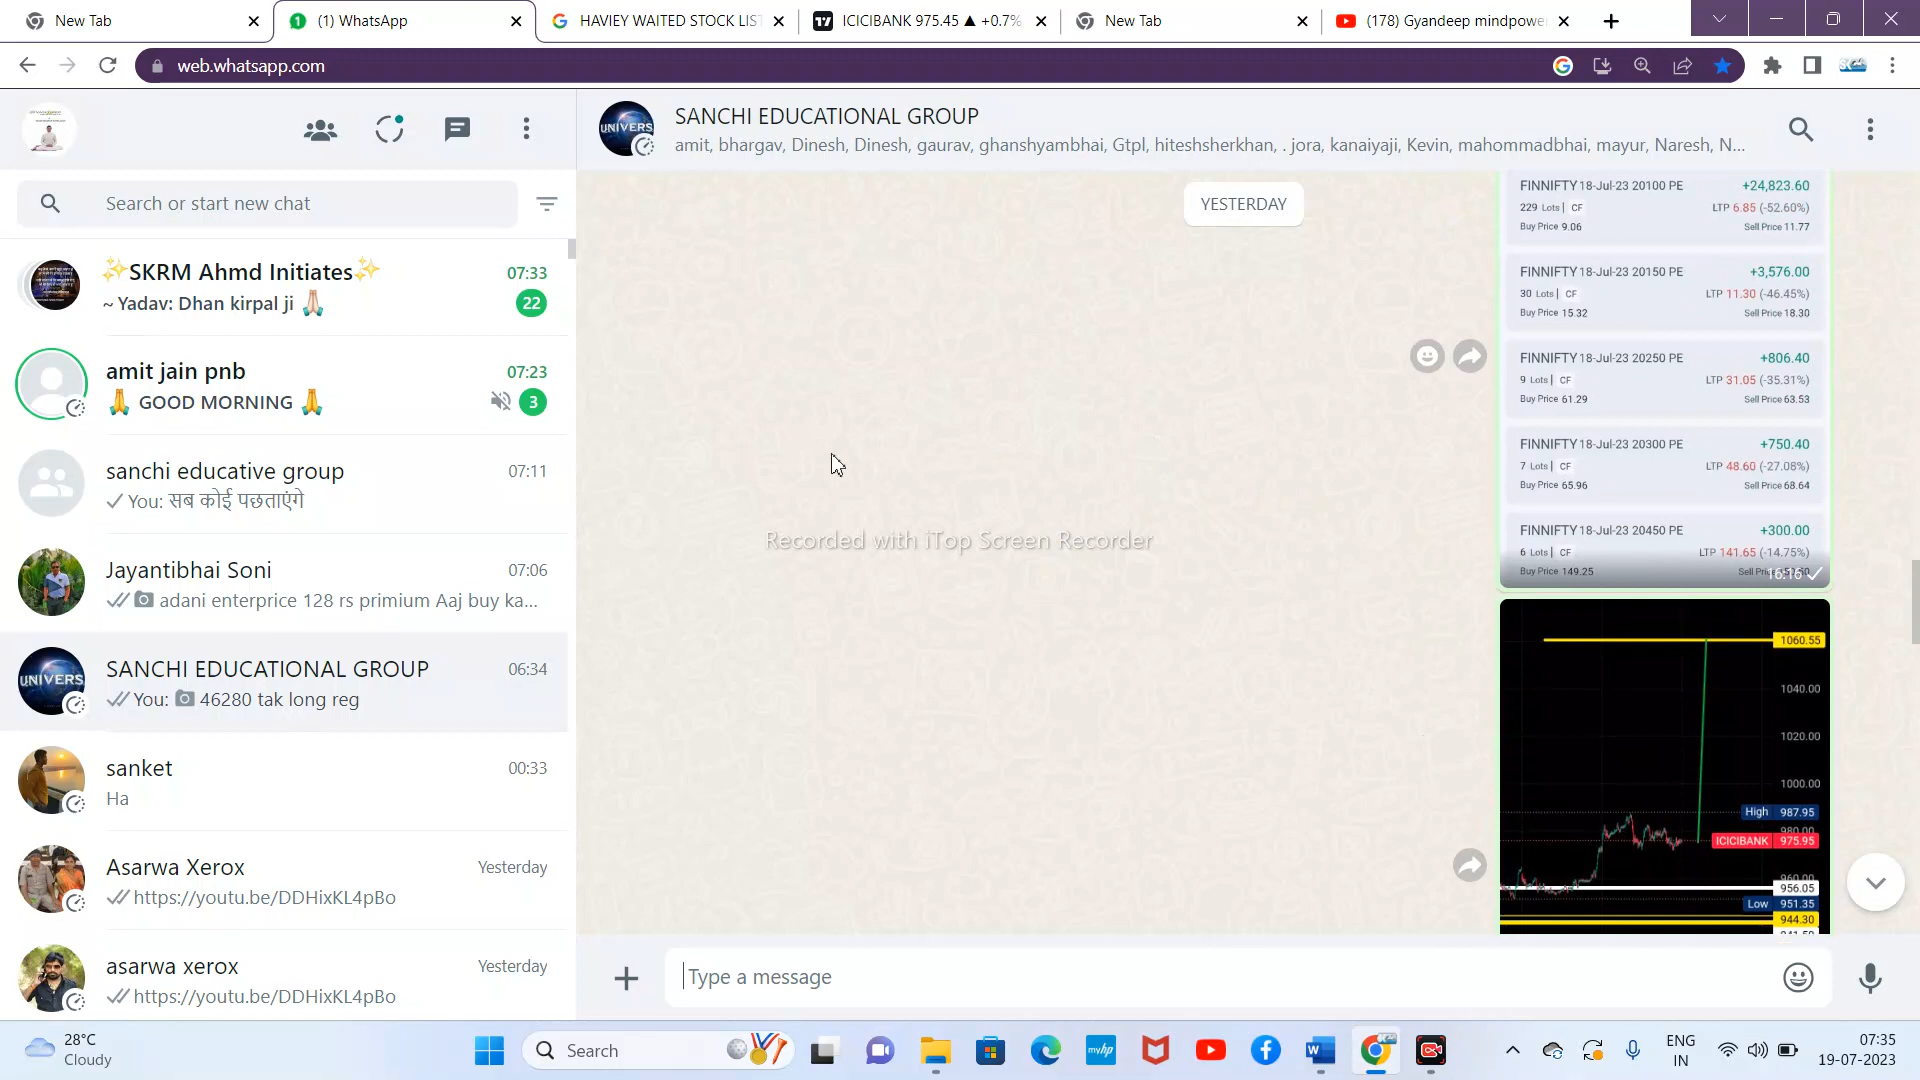 New Tab
(1) WhatsApp
HAVIEY WAITED STOCK LIST
ICICIBANK 975.45 ▲ +0.7%
New Tab
(178) Gyandeep mindpower
web.whatsapp.com
SANCHI EDUCATIONAL GROUP
amit, bhargav, Dinesh, Dinesh, gaurav, ghanshyambhai, Gtpl, hiteshsherkhan, . jora, kanaiyaji, Kevin, mahommadbhai, mayur, Naresh, N...
Search or start new chat
✨SKRM Ahmd Initiates✨ 07:33
~ Yadav: Dhan kirpal ji 🙏🏻 22
amit jain pnb 07:23
🙏 GOOD MORNING 🙏 3
sanchi educative group 07:11
You: सब कोई पछताएंगे
Jayantibhai Soni 07:06
adani enterprice 128 rs primium Aaj buy ka...
SANCHI EDUCATIONAL GROUP 06:34
You: 46280 tak long reg
sanket 00:33
Ha
Asarwa Xerox Yesterday
https://youtu.be/DDHixKL4pBo
asarwa xerox Yesterday
https://youtu.be/DDHixKL4pBo
YESTERDAY
FINNIFTY 18-Jul-23 20100 PE +24,823.60
229 Lots | CF LTP 6.85 (-52.60%)
Buy Price 9.06 Sell Price 11.77
FINNIFTY 18-Jul-23 20150 PE +3,576.00
30 Lots | CF LTP 11.30 (-46.45%)
Buy Price 15.32 Sell Price 18.30
FINNIFTY 18-Jul-23 20250 PE +806.40
9 Lots | CF LTP 31.05 (-35.31%)
Buy Price 61.29 Sell Price 63.53
FINNIFTY 18-Jul-23 20300 PE +750.40
7 Lots | CF LTP 48.60 (-27.08%)
Buy Price 65.96 Sell Price 68.64
FINNIFTY 18-Jul-23 20450 PE +300.00
6 Lots | CF LTP 141.65 (-14.75%)
Buy Price 149.25 Sell
16:16
Recorded with iTop Screen Recorder
1060.55
1040.00
1020.00
1000.00
High 987.95
980.00
ICICIBANK 975.95
960.00
956.05
Low 951.35
944.30
UNIVERS
UNIVERS
Type a message
28°C
Cloudy
Search
myhp
ENG
IN
07:35
19-07-2023